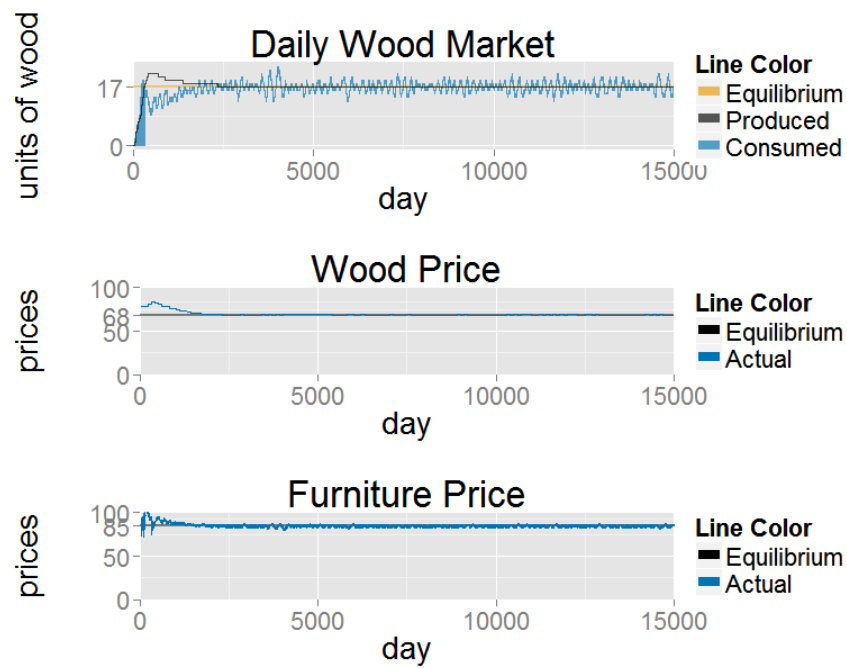 Daily Wood Market
units of wood
17
0
0 5000 10000 15000
day
Line Color
Equilibrium
Produced
Consumed
Wood Price
prices
100
68
50
0
0 5000 10000 15000
day
Line Color
Equilibrium
Actual
Furniture Price
prices
100
85
50
0
0 5000 10000 15000
day
Line Color
Equilibrium
Actual